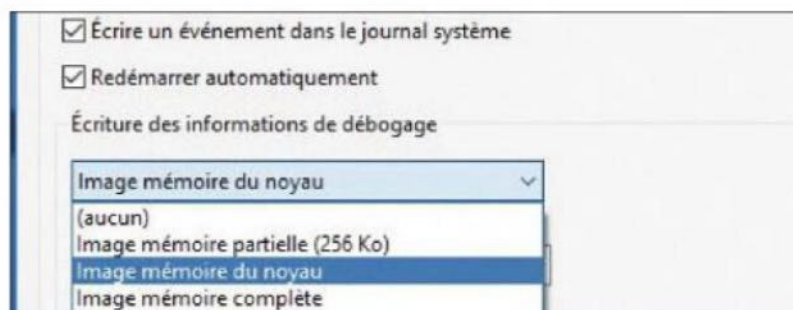 Écrire un événement dans le journal système
Redémarrer automatiquement
Écriture des informations de débogage
Image mémoire du noyau
(aucun)
Image mémoire partielle (256 Ko)
Image mémoire du noyau
Image mémoire complète